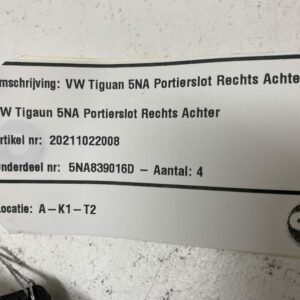 mschrijving: VW Tiguan 5NA Portierslot Rechts Achter
W Tigaun 5NA Portierslot Rechts Achter
rtikel nr: 20211022008
nderdeel nr: 5NA839016D - Aantal: 4
Locatie: A-K1-T2